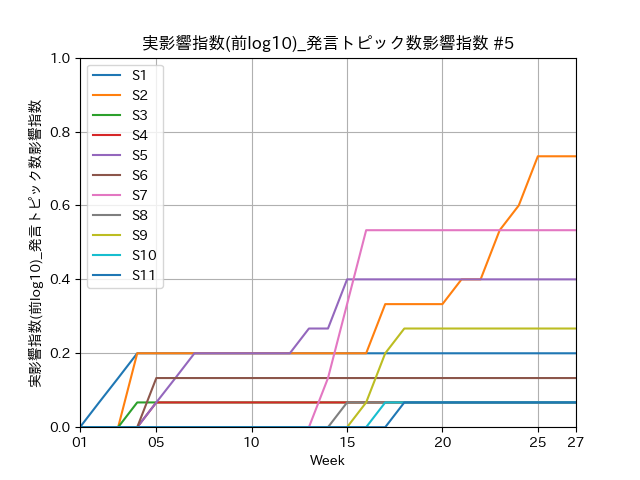 実影響指数(前log10)_発言トピック数影響指数 #5
実影響指数(前log10)_発言トピック数影響指数
1.0
0.8
0.6
0.4
0.2
0.0
S1
S2
S3
S4
S5
S6
S7
S8
S9
S10
S11
01
05
10
15
20
25
27
Week